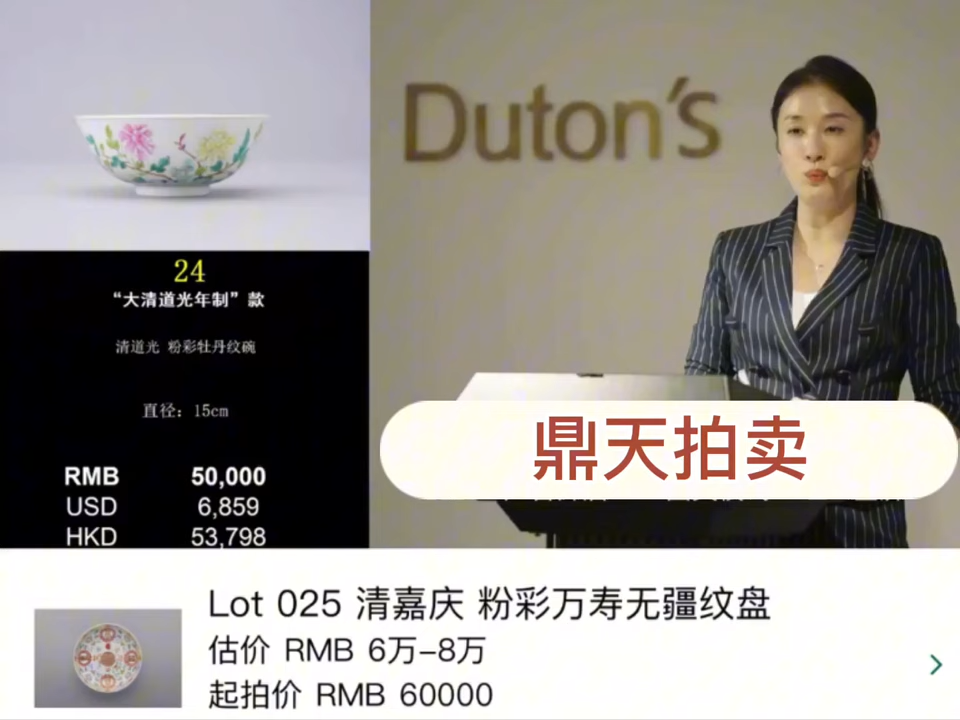 Duton's
24
“大清道光年制”款
清道光 粉彩牡丹纹碗
直径：15cm
RMB 50,000
USD 6,859
HKD 53,798
鼎天拍卖
Lot 025 清嘉庆 粉彩万寿无疆纹盘
估价 RMB 6万-8万
起拍价 RMB 60000